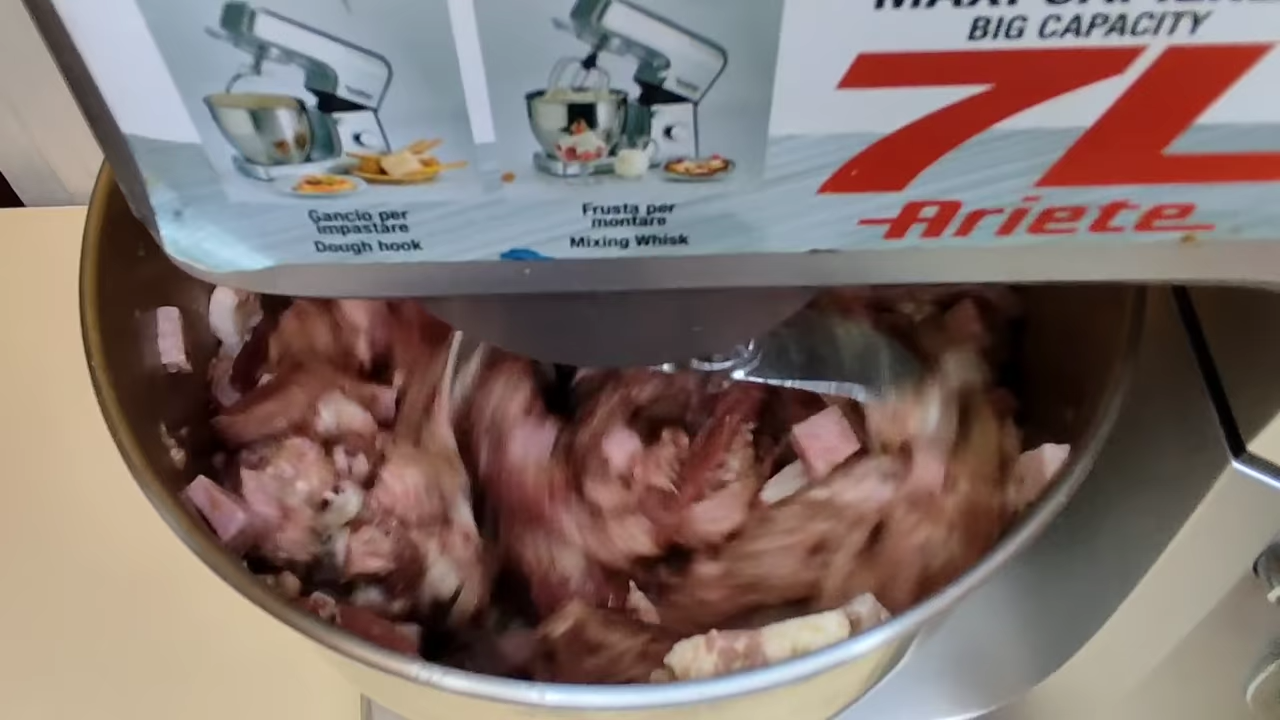 BIG CAPACITY
7L
Ariete
Gancio per
impastare
Dough hook
Frusta per
montare
Mixing Whisk